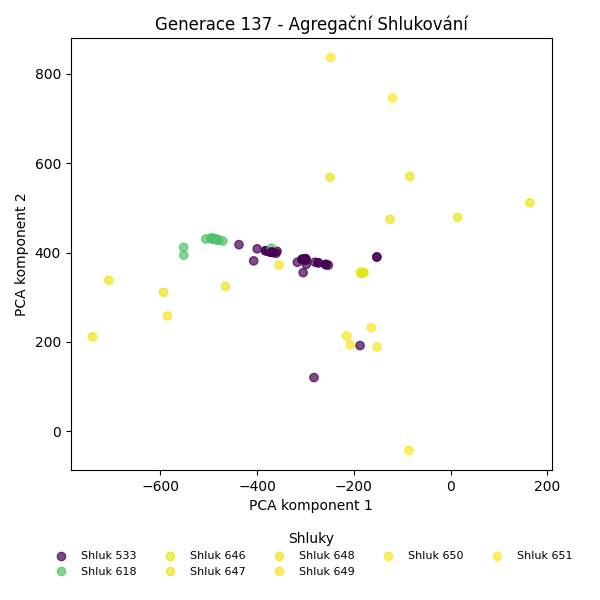 Generace 137 - Agregační Shlukování
800
600
400
200
0
PCA komponent 2
−600 −400 −200 0 200
PCA komponent 1
Shluky
Shluk 533 Shluk 646 Shluk 648 Shluk 650 Shluk 651
Shluk 618 Shluk 647 Shluk 649